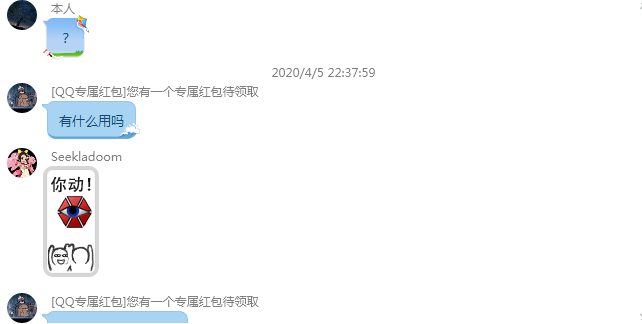 本人
？
2020/4/5 22:37:59
[QQ专属红包]您有一个专属红包待领取
有什么用吗
Seekladoom
你动！
[QQ专属红包]您有一个专属红包待领取